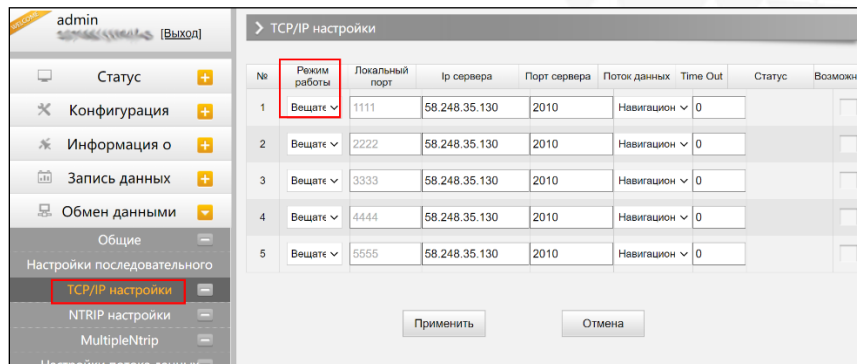 WELCOME
admin
[Выход]
TCP/IP настройки
Статус
Конфигурация
Информация о
Запись данных
Обмен данными
Общие
Настройки последовательного
TCP/IP настройки
NTRIP настройки
MultipleNtrip
Настройки потока данных
№ Режим работы Локальный порт Ip сервера Порт сервера Поток данных Time Out Статус Возможн
1 Вещате 1111 58.248.35.130 2010 Навигацион 0
2 Вещате 2222 58.248.35.130 2010 Навигацион 0
3 Вещате 3333 58.248.35.130 2010 Навигацион 0
4 Вещате 4444 58.248.35.130 2010 Навигацион 0
5 Вещате 5555 58.248.35.130 2010 Навигацион 0
Применить Отмена